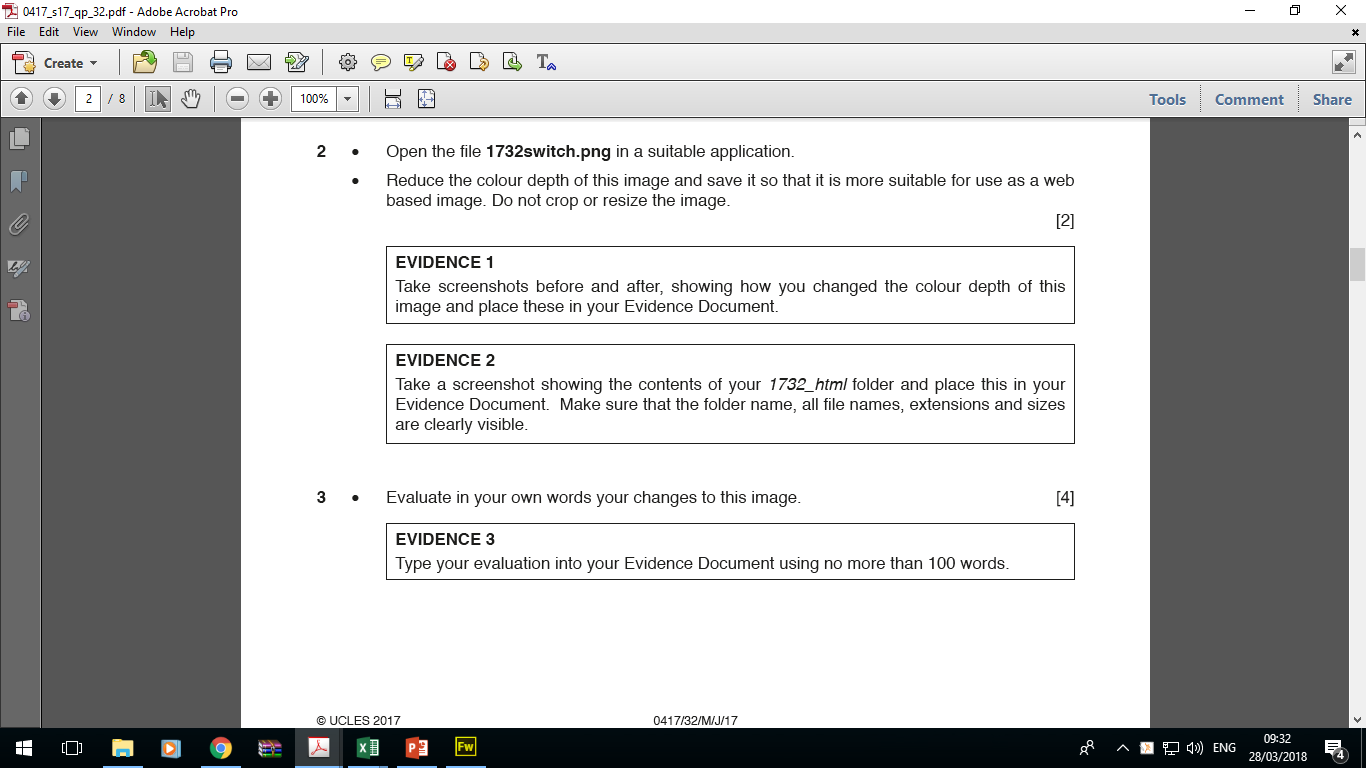 0417_s17_qp_32.pdf - Adobe Acrobat Pro
File Edit View Window Help
Create
2 / 8 100% Tools Comment Share
2 • Open the file 1732switch.png in a suitable application.
• Reduce the colour depth of this image and save it so that it is more suitable for use as a web
based image. Do not crop or resize the image.
[2]
EVIDENCE 1
Take screenshots before and after, showing how you changed the colour depth of this
image and place these in your Evidence Document.
EVIDENCE 2
Take a screenshot showing the contents of your 1732_html folder and place this in your
Evidence Document. Make sure that the folder name, all file names, extensions and sizes
are clearly visible.
3 • Evaluate in your own words your changes to this image. [4]
EVIDENCE 3
Type your evaluation into your Evidence Document using no more than 100 words.
© UCLES 2017 0417/32/M/J/17
Fw ENG 09:32
28/03/2018 4